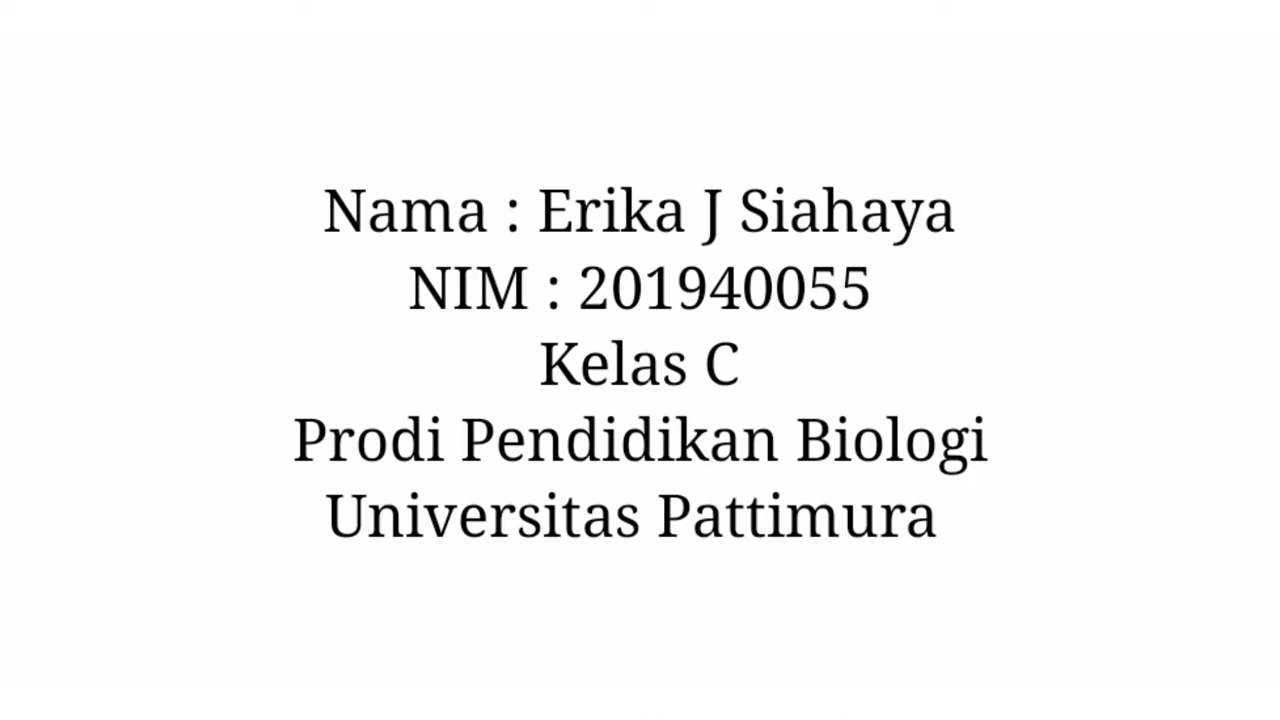 Nama : Erika J Siahaya
NIM : 201940055
Kelas C
Prodi Pendidikan Biologi
Universitas Pattimura